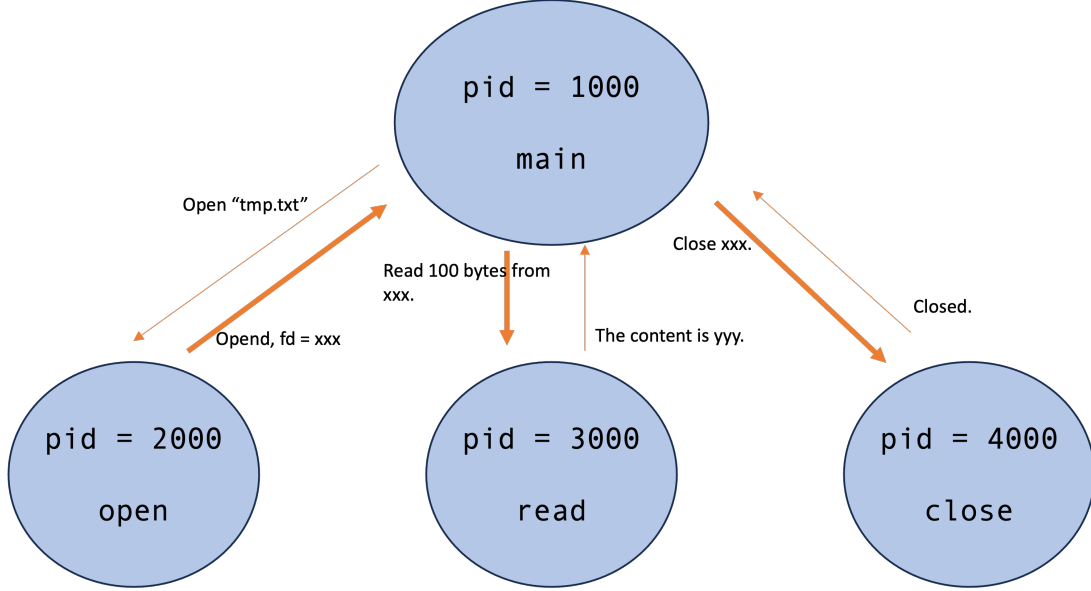 pid = 1000
main
Open “tmp.txt”
Opend, fd = xxx
Read 100 bytes from
xxx.
The content is yyy.
Close xxx.
Closed.
pid = 2000
open
pid = 3000
read
pid = 4000
close